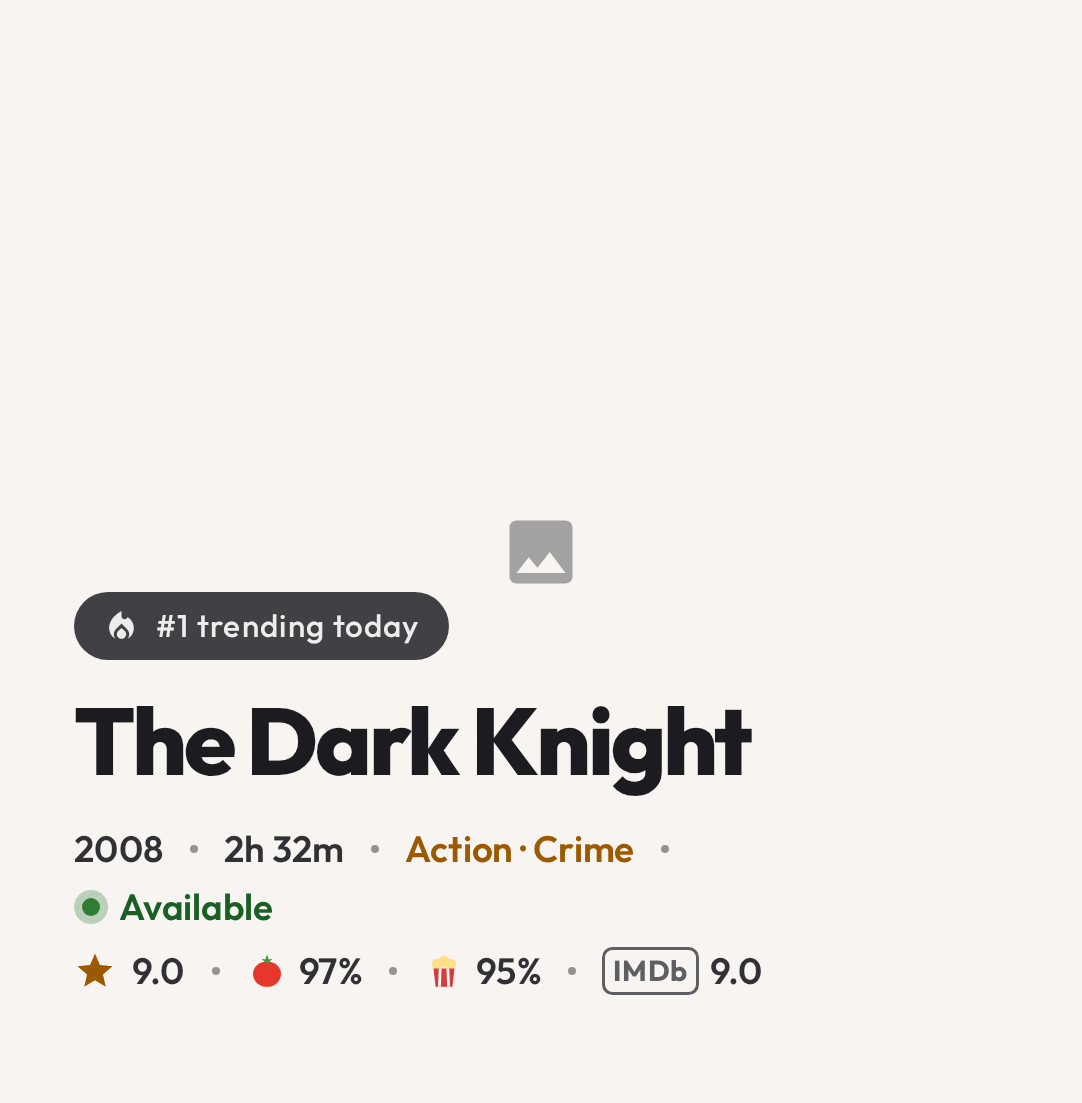 #1 trending today
The Dark Knight
2008 • 2h 32m • Action · Crime •
Available
9.0 • 97% • 95% • IMDb 9.0